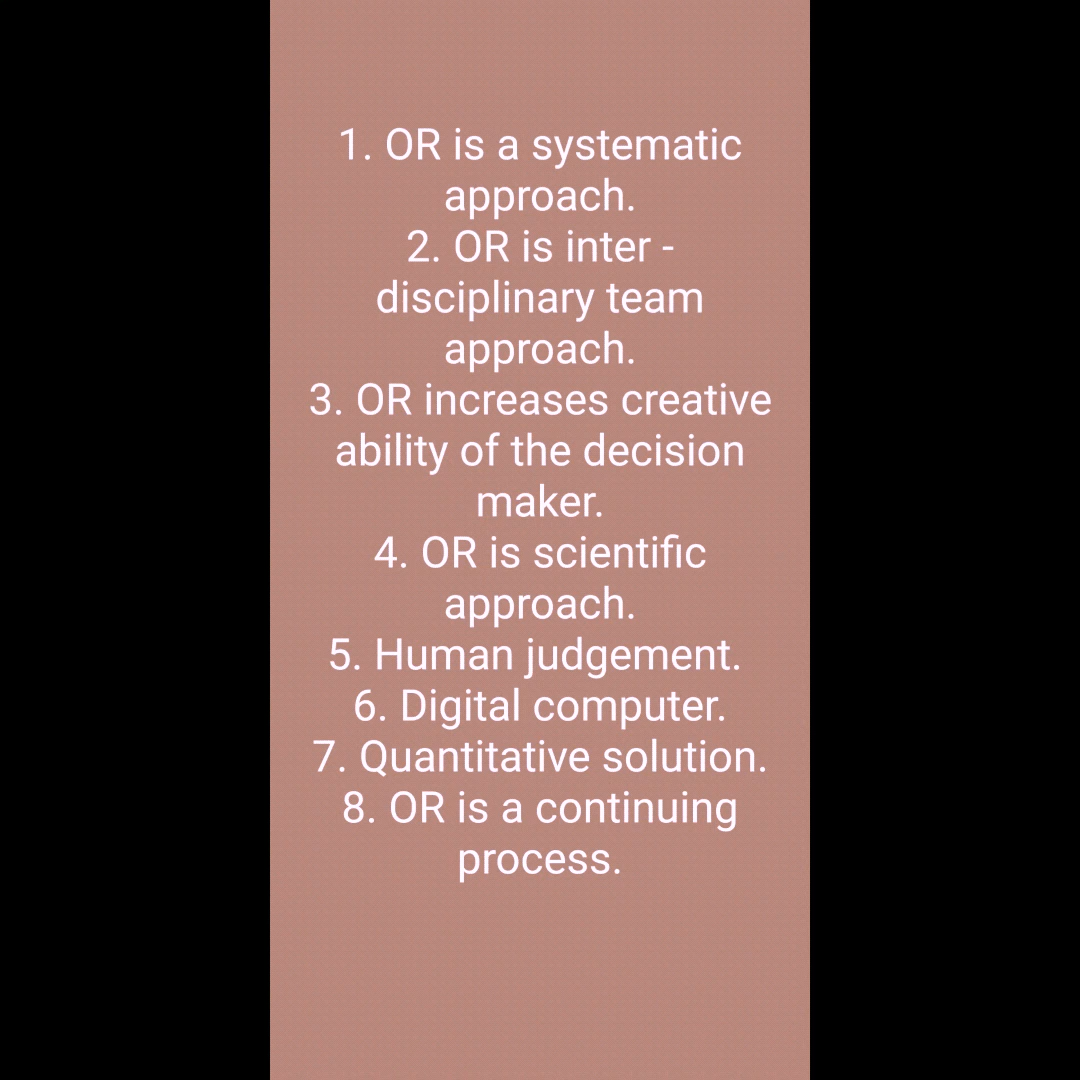 1. OR is a systematic
approach.
2. OR is inter -
disciplinary team
approach.
3. OR increases creative
ability of the decision
maker.
4. OR is scientific
approach.
5. Human judgement.
6. Digital computer.
7. Quantitative solution.
8. OR is a continuing
process.